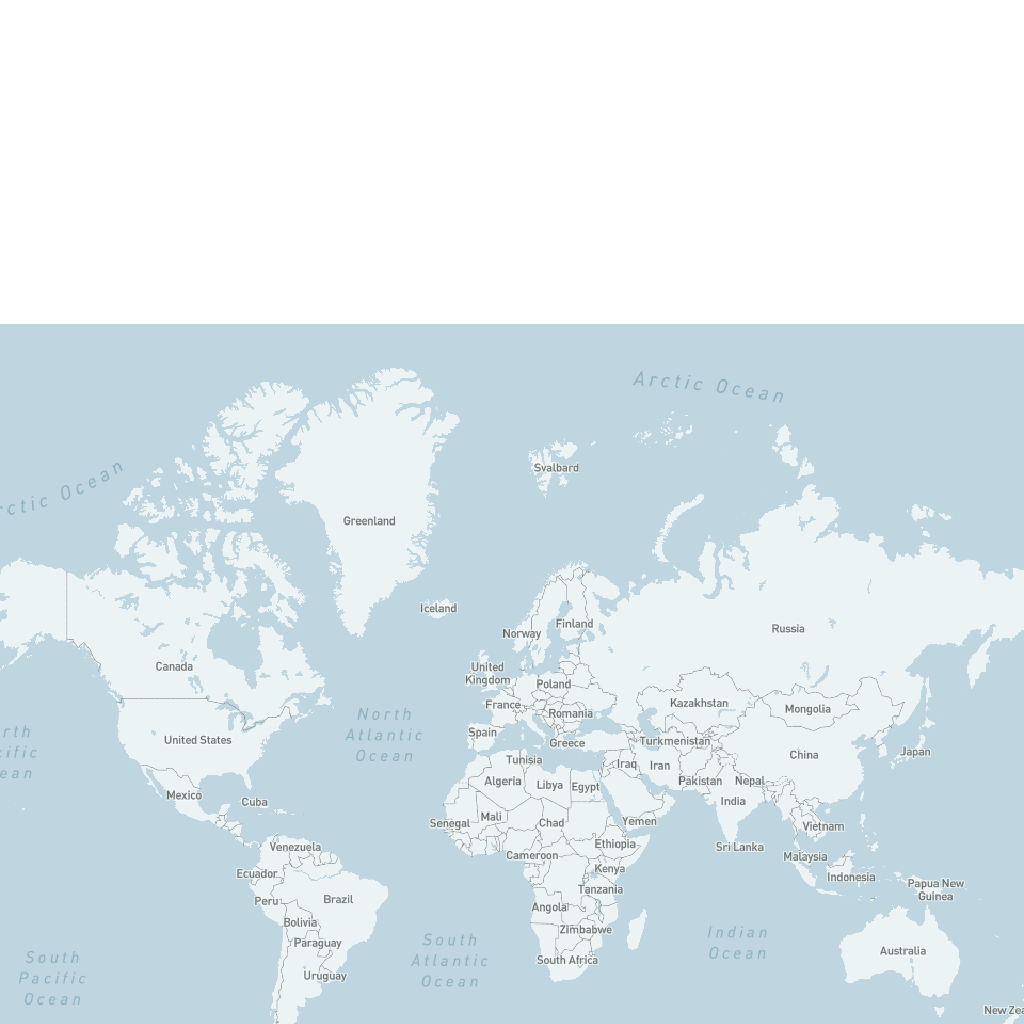 Arctic Ocean
Svalbard
ctic Ocean
Greenland
Iceland
Norway
Finland
Russia
Canada
United
Kingdom
Poland
France
Romania
Kazakhstan
Mongolia
North
Atlantic
Ocean
rth
cific
ean
United States
Spain
Greece
Turkmenistan
Japan
China
Tunisia
Algeria
Libya
Egypt
Iraq
Iran
Pakistan
Nepal
India
Mexico
Cuba
Senegal
Mali
Chad
Yemen
Vietnam
Venezuela
Cameroon
Ethiopia
Sri Lanka
Malaysia
Ecuador
Kenya
Indonesia
Papua New
Guinea
Peru
Brazil
Tanzania
Angola
Bolivia
Zimbabwe
Paraguay
South Africa
Uruguay
South
Atlantic
Ocean
Indian
Ocean
Australia
South
Pacific
Ocean
New Zea